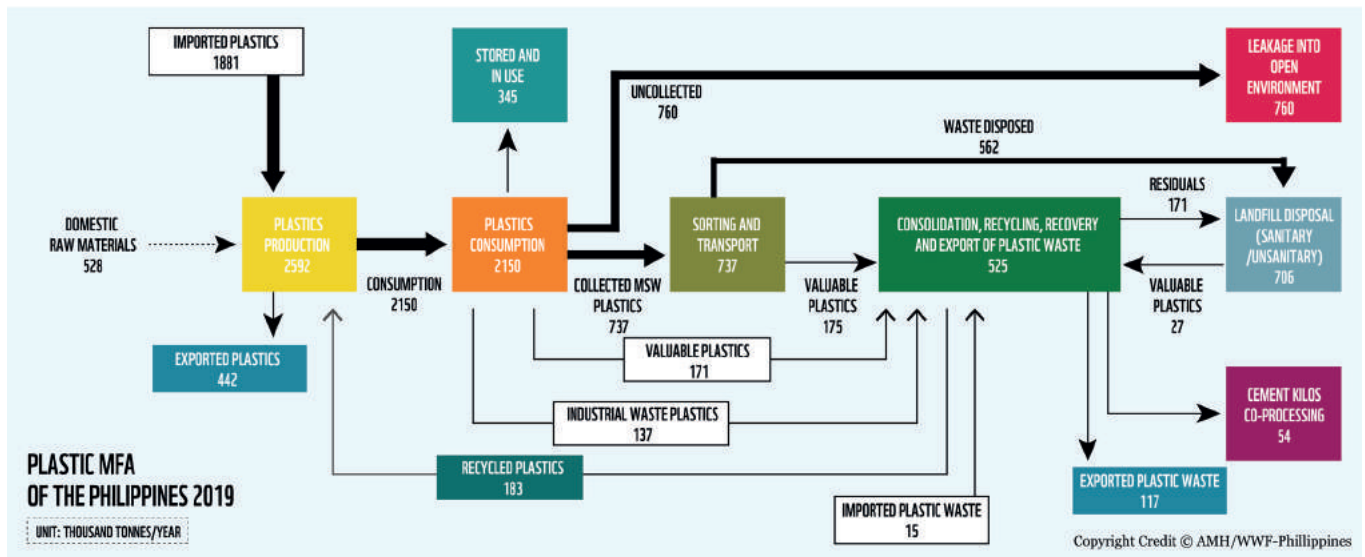 IMPORTED PLASTICS
1881
STORED AND
IN USE
345
LEAKAGE INTO
OPEN
ENVIRONMENT
760
UNCOLLECTED
760
WASTE DISPOSED
562
DOMESTIC
RAW MATERIALS
528
PLASTICS
PRODUCTION
2592
CONSUMPTION
2150
PLASTICS
CONSUMPTION
2150
COLLECTED MSW
PLASTICS
737
SORTING AND
TRANSPORT
737
VALUABLE
PLASTICS
175
CONSOLIDATION, RECYCLING, RECOVERY
AND EXPORT OF PLASTIC WASTE
525
RESIDUALS
171
VALUABLE
PLASTICS
27
LANDFILL DISPOSAL
(SANITARY
/UNSANITARY)
706
EXPORTED PLASTICS
442
VALUABLE PLASTICS
171
INDUSTRIAL WASTE PLASTICS
137
RECYCLED PLASTICS
183
IMPORTED PLASTIC WASTE
15
CEMENT KILOS
CO-PROCESSING
54
EXPORTED PLASTIC WASTE
117
PLASTIC MFA
OF THE PHILIPPINES 2019
UNIT: THOUSAND TONNES/YEAR
Copyright Credit © AMH/WWF-Phillippines